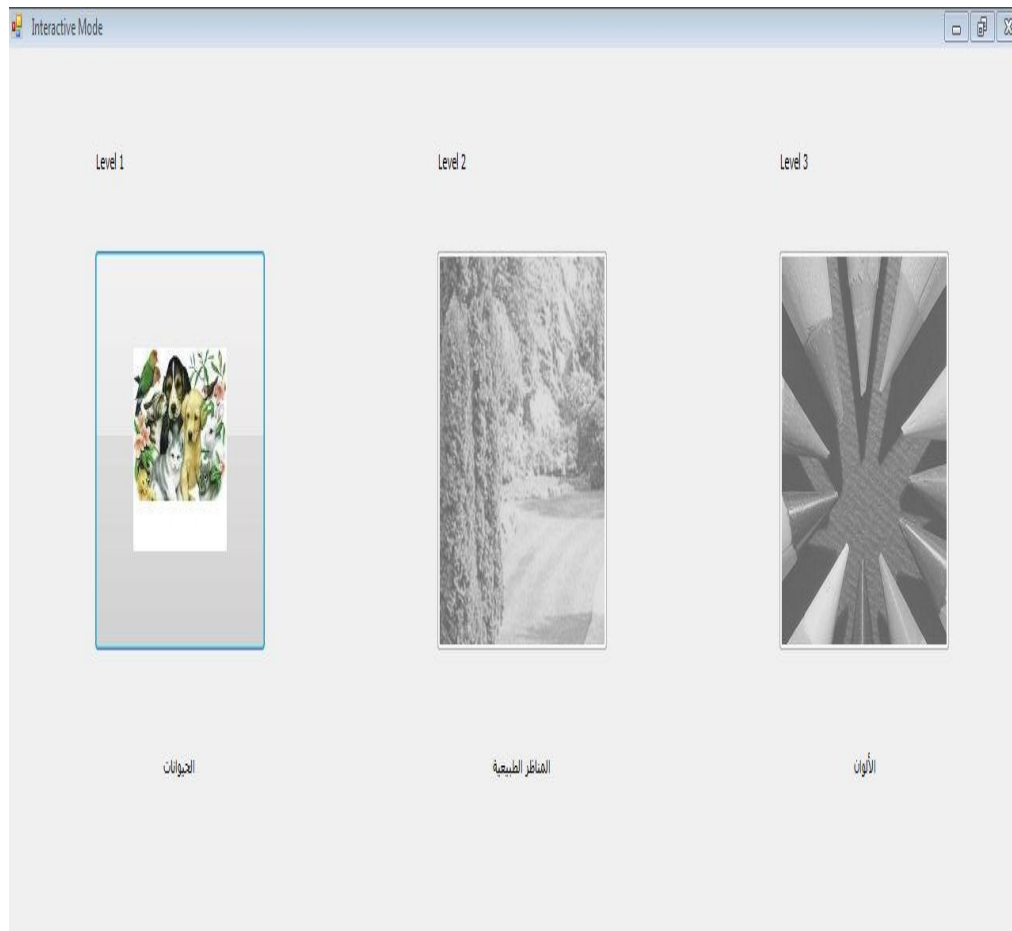 Interactive Mode
Level 1
Level 2
Level 3
الحيوانات
المناظر الطبيعية
الألوان